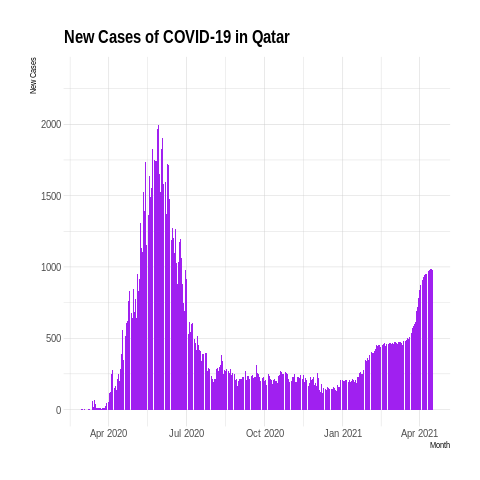 New Cases of COVID-19 in Qatar
New Cases
2000
1500
1000
500
0
Apr 2020 Jul 2020 Oct 2020 Jan 2021 Apr 2021
Month